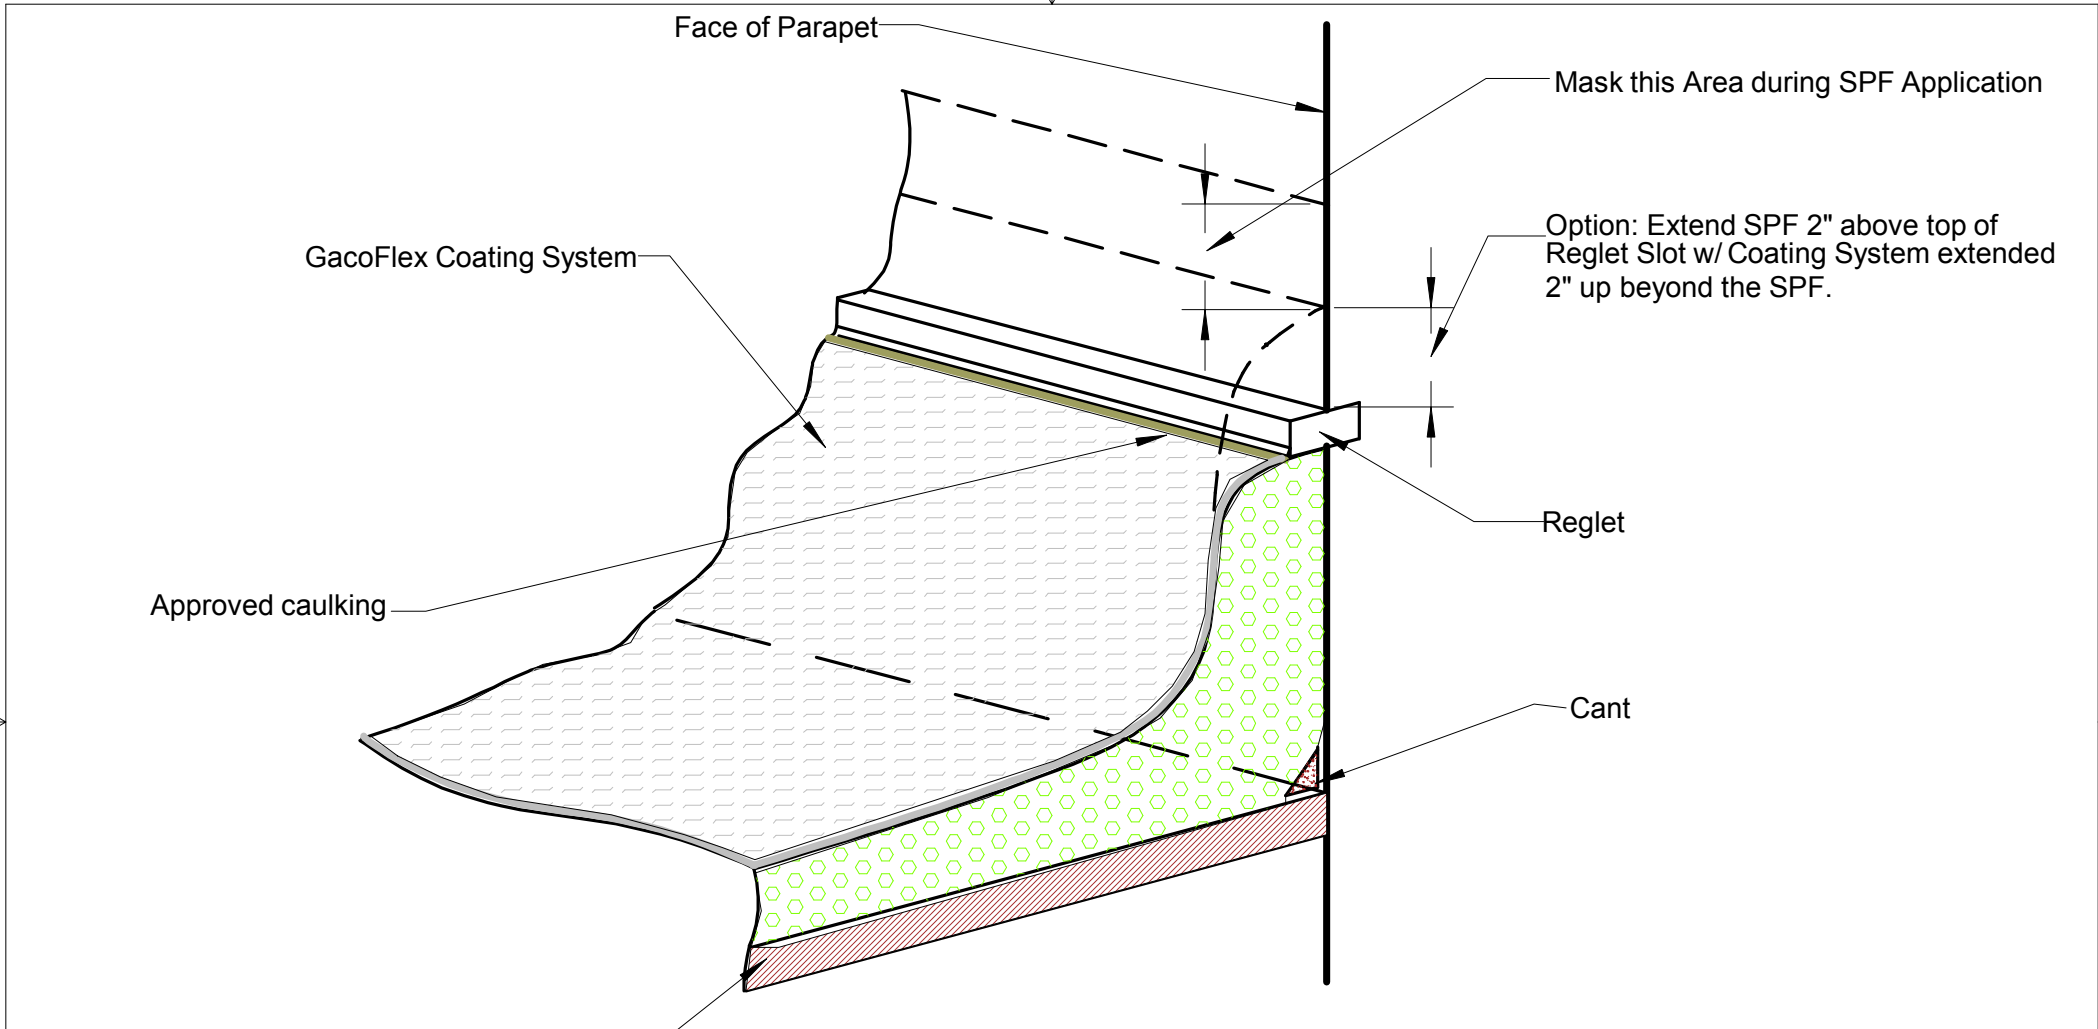 Face of Parapet
Mask this Area during SPF Application
Option: Extend SPF 2" above top of
Reglet Slot w/ Coating System extended
2" up beyond the SPF.
GacoFlex Coating System
Reglet
Approved caulking
Cant